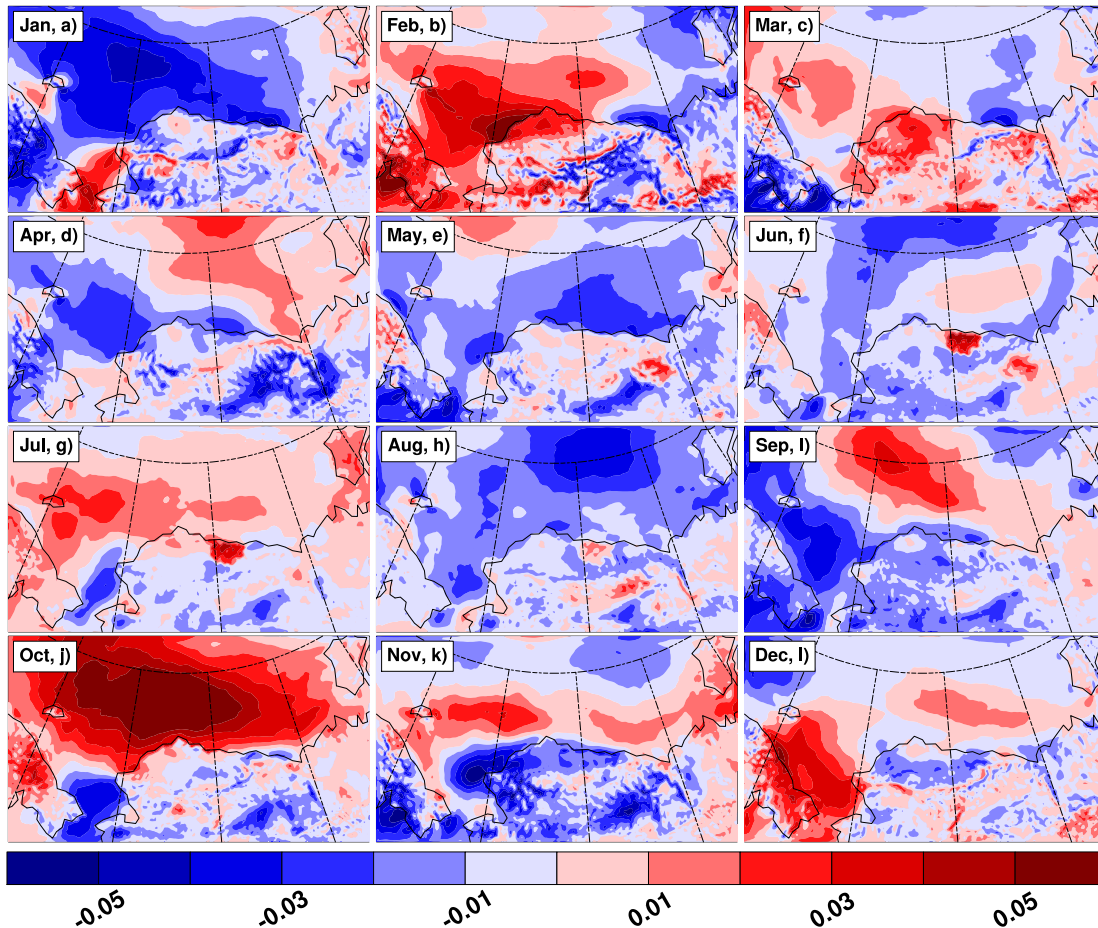 Jan, a)
Feb, b)
Mar, c)
Apr, d)
May, e)
Jun, f)
Jul, g)
Aug, h)
Sep, I)
Oct, j)
Nov, k)
Dec, l)
-0.05
-0.03
-0.01
0.01
0.03
0.05